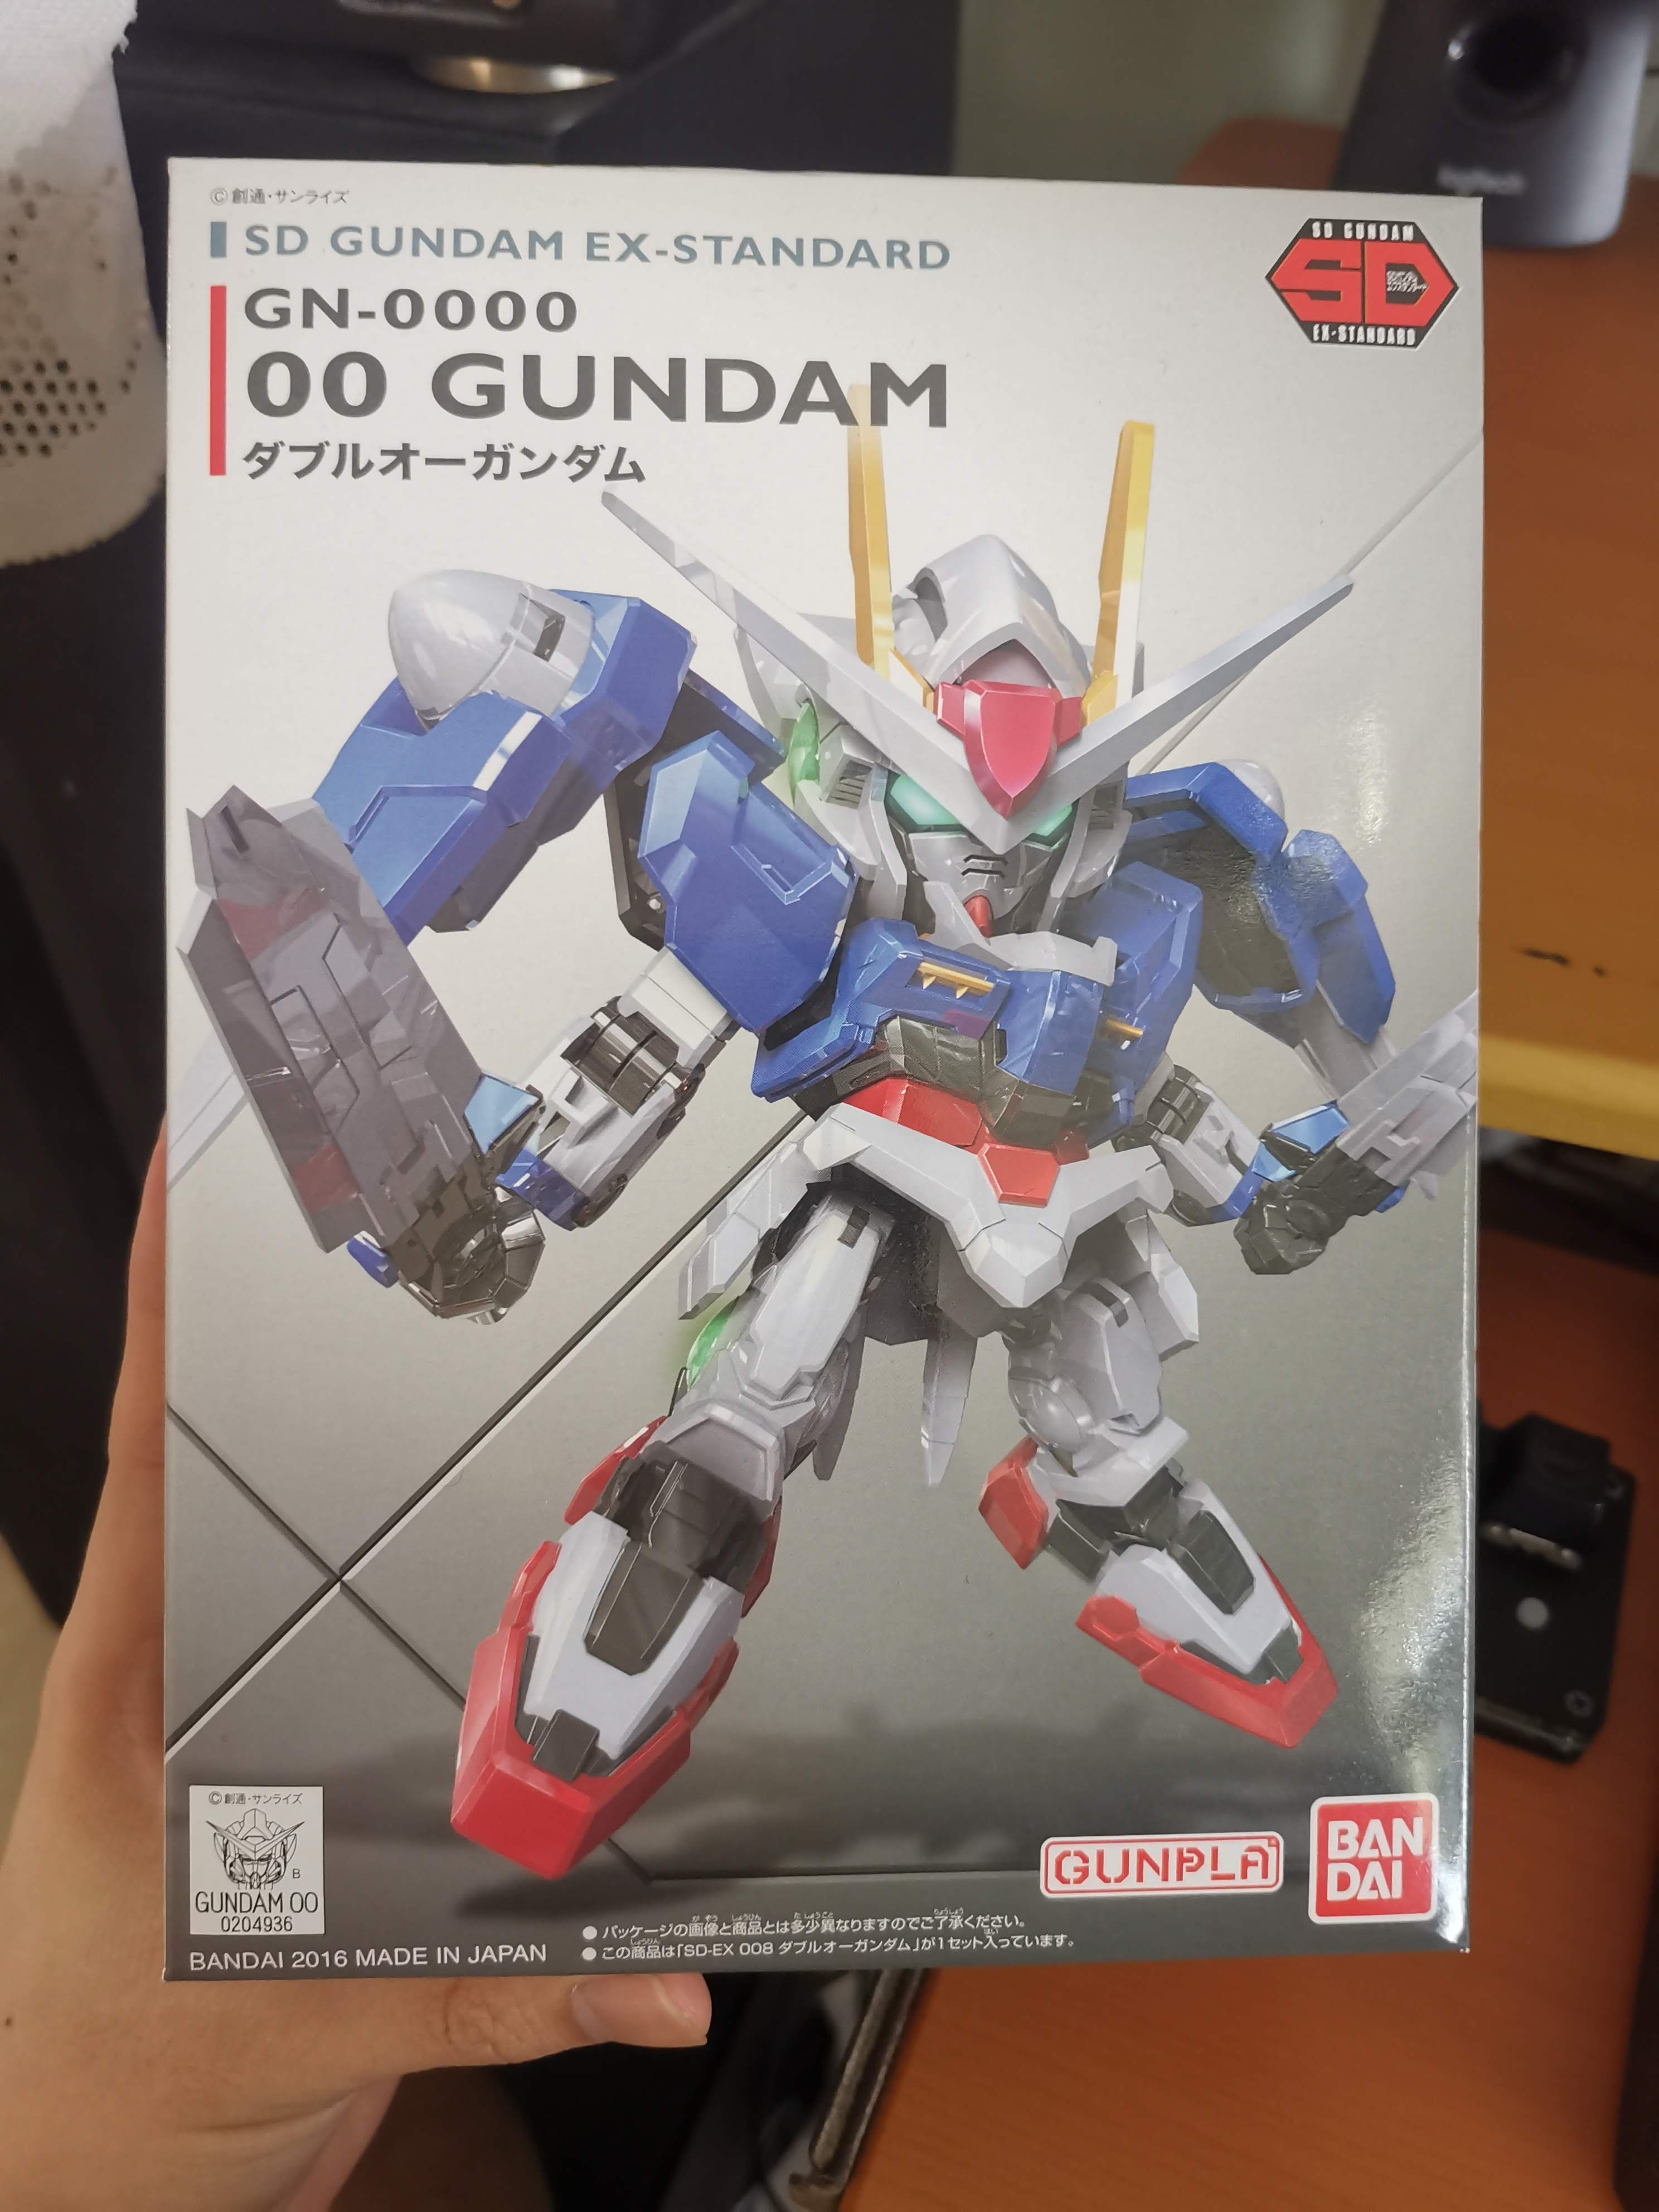 ©創通・サンライズ
SD GUNDAM EX-STANDARD
GN-0000
00 GUNDAM
ダブルオーガンダム
SD GUNDAM
SD
EX-STANDARD
logitech
©創通・サンライズ
B
GUNDAM 00
0204936
BANDAI 2016 MADE IN JAPAN
GUNPLA
BAN
DAI
●パッケージの画像と商品とは多少異なりますのでご了承ください。
●この商品は「SD-EX 008 ダブルオーガンダム」が1セット入っています。